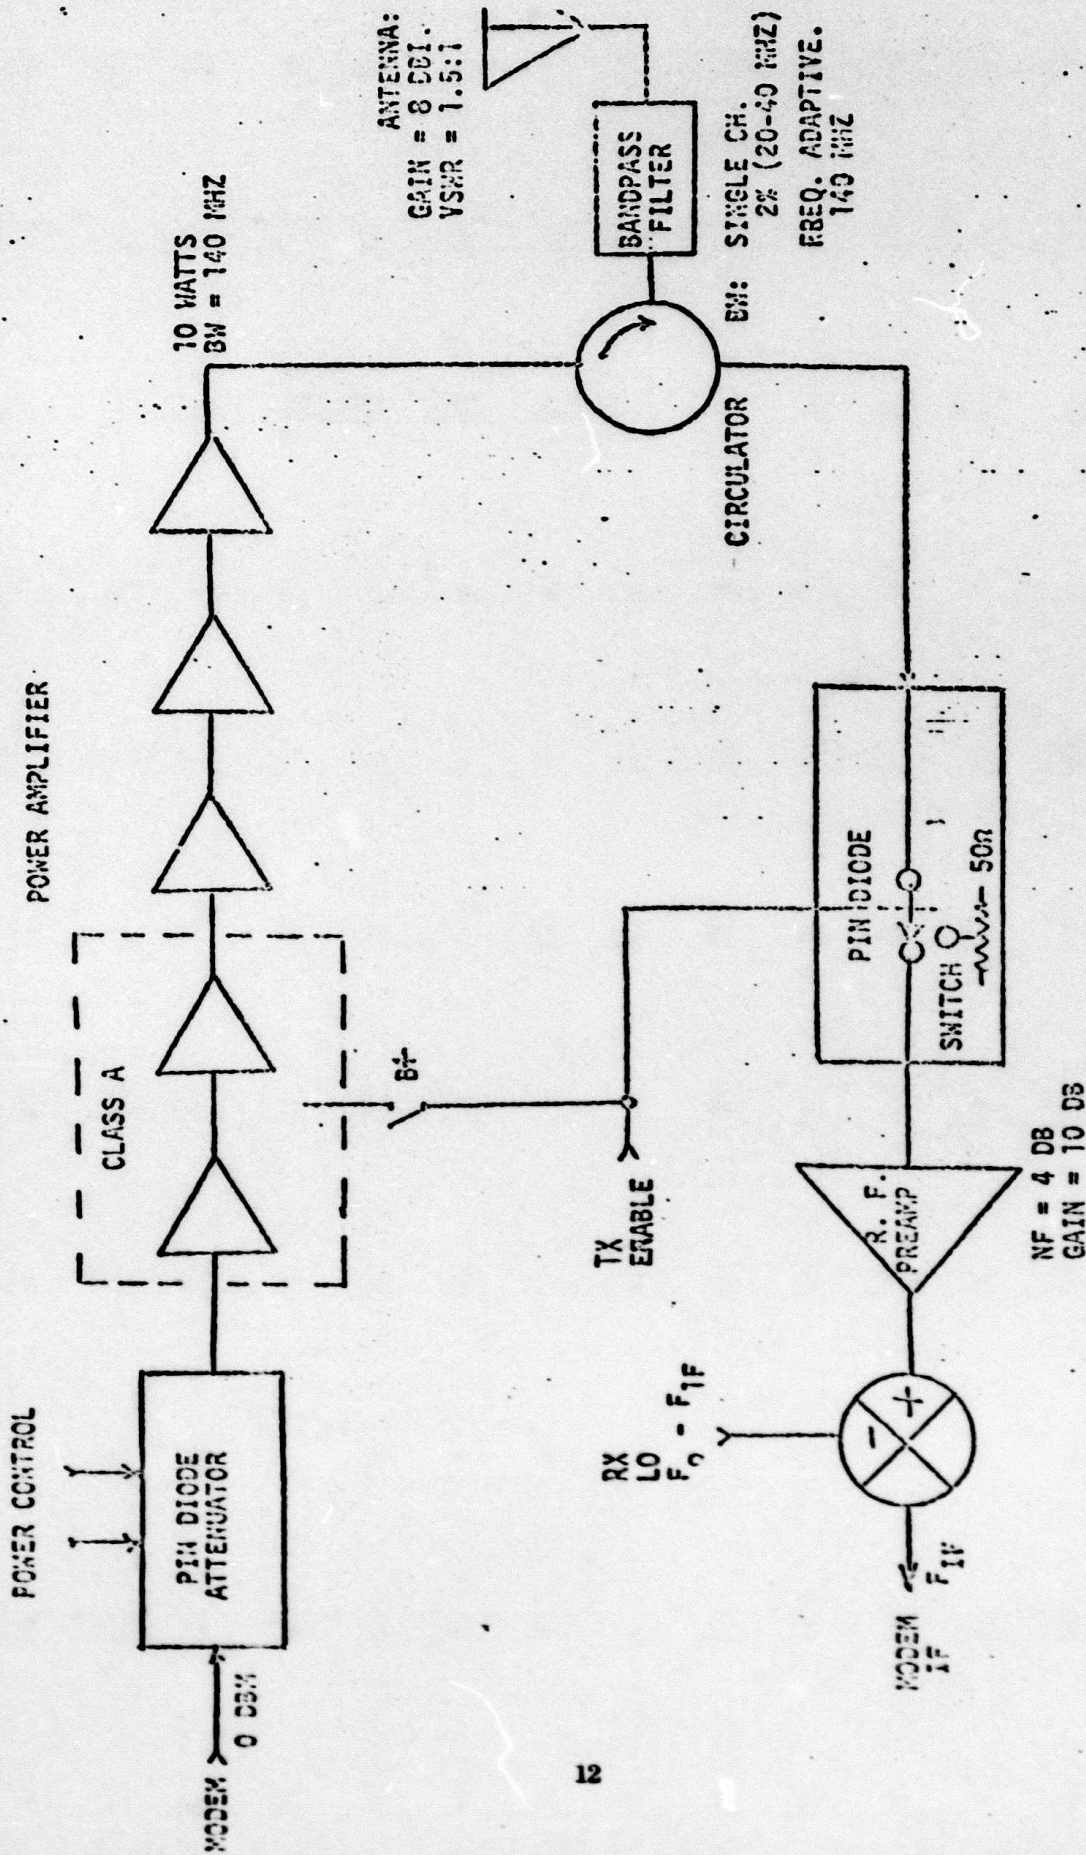 POWER CONTROL
POWER AMPLIFIER
MODEM
0 DBM
PIN DIODE
ATTENUATOR
CLASS A
10 WATTS
BW = 140 MHZ
ANTENNA:
GAIN = 8 DBI.
VSWR = 1.5:1
BANDPASS
FILTER
BW: SINGLE CH.
2% (20-40 MHZ)
FREQ. ADAPTIVE.
140 MHZ
CIRCULATOR
B+
TX
ENABLE
PIN DIODE
SWITCH
50Ω
R. F.
PREAMP
NF = 4 DB
GAIN = 10 DB
RX
LO
F₀ - FIF
- +
MODEM
IF
FIF
12